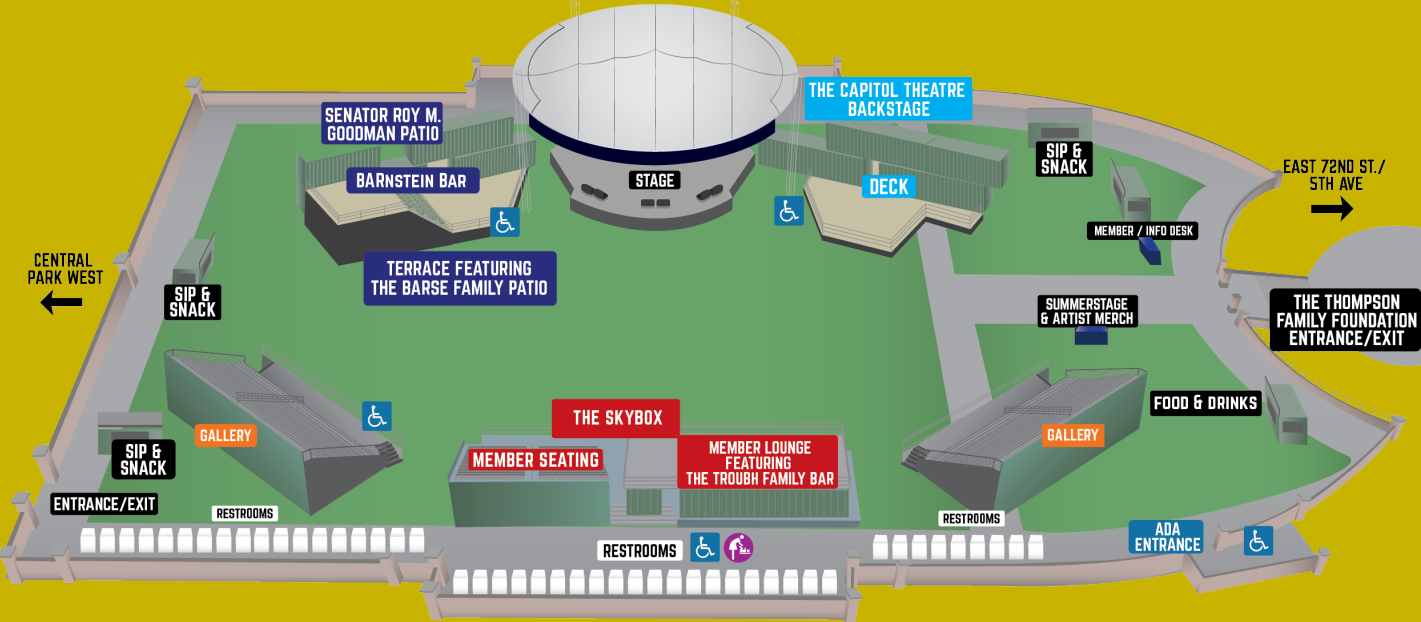 SENATOR ROY M.
GOODMAN PATIO
THE CAPITOL THEATRE
BACKSTAGE
BARNSTEIN BAR
STAGE
DECK
SIP &
SNACK
EAST 72ND ST./
5TH AVE
MEMBER / INFO DESK
TERRACE FEATURING
THE BARSE FAMILY PATIO
CENTRAL
PARK WEST
SIP &
SNACK
SUMMERSTAGE
& ARTIST MERCH
THE THOMPSON
FAMILY FOUNDATION
ENTRANCE/EXIT
THE SKYBOX
FOOD & DRINKS
GALLERY
GALLERY
SIP &
SNACK
MEMBER SEATING
MEMBER LOUNGE
FEATURING
THE TROUBH FAMILY BAR
ENTRANCE/EXIT
RESTROOMS
RESTROOMS
RESTROOMS
ADA
ENTRANCE